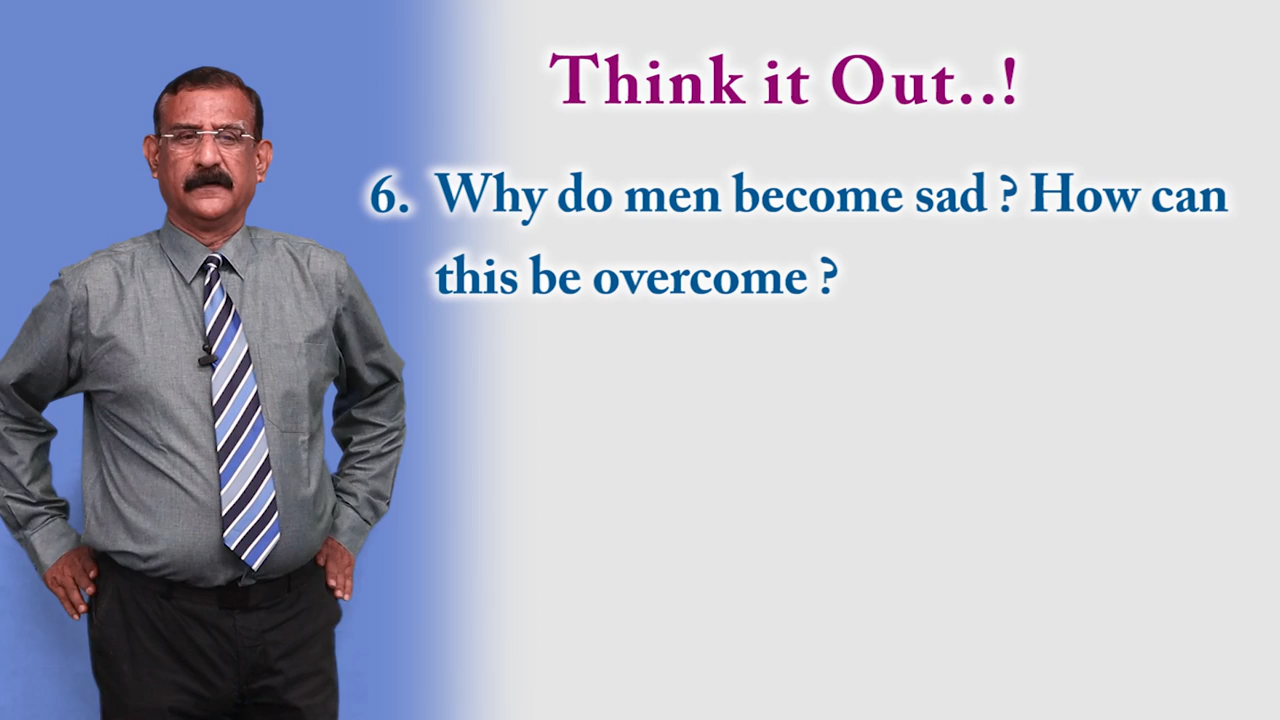 Think it Out..!
6. Why do men become sad ? How can
this be overcome ?